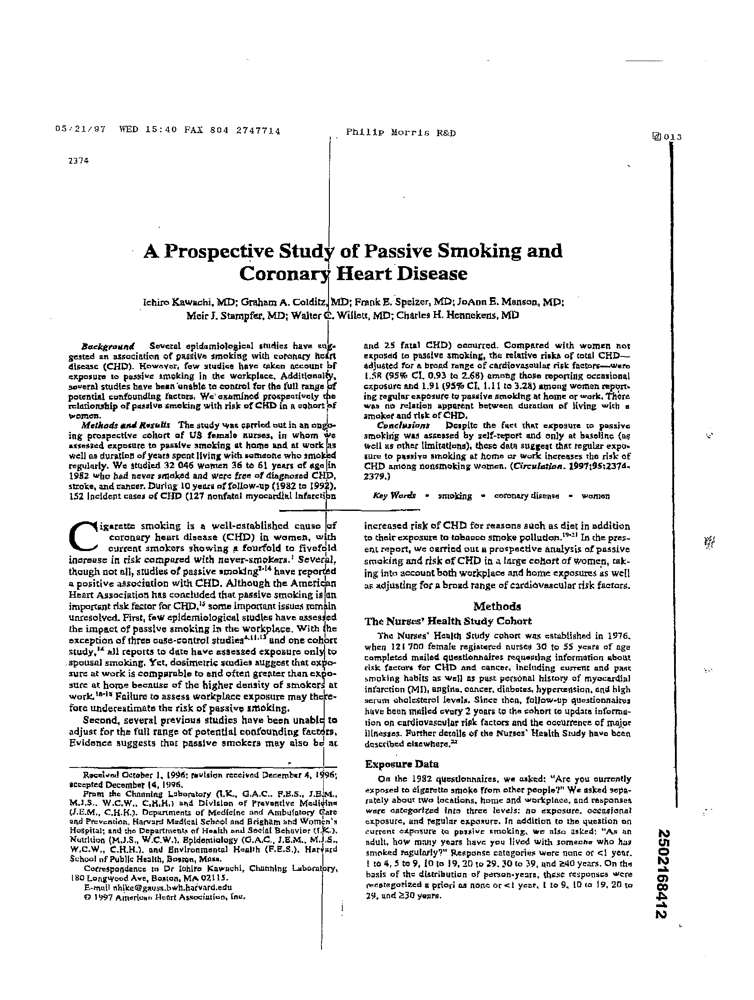 05/21/97 WED 15:40 FAX 804 2747714 Philip Morris R&D 013
2374
A Prospective Study of Passive Smoking and
Coronary Heart Disease
Ichiro Kawachi, MD; Graham A. Colditz, MD; Frank E. Speizer, MD; JoAnn E. Manson, MD;
Meir J. Stampfer, MD; Walter C. Willett, MD; Charles H. Hennekens, MD
Background Several epidemiological studies have sug-
gested an association of passive smoking with coronary heart
disease (CHD). However, few studies have taken account of
exposure to passive smoking in the workplace. Additionally,
several studies have been unable to control for the full range of
potential confounding factors. We examined prospectively the
relationship of passive smoking with risk of CHD in a cohort of
women.
Methods and Results The study was carried out in an ongo-
ing prospective cohort of US female nurses, in whom we
assessed exposure to passive smoking at home and at work as
well as duration of years spent living with someone who smoked
regularly. We studied 32 046 women 36 to 61 years of age in
1982 who had never smoked and were free of diagnosed CHD,
stroke, and cancer. During 10 years of follow-up (1982 to 1992),
152 incident cases of CHD (127 nonfatal myocardial infarction
and 25 fatal CHD) occurred. Compared with women not
exposed to passive smoking, the relative risks of total CHD—
adjusted for a broad range of cardiovascular risk factors—were
1.58 (95% CI, 0.93 to 2.68) among those reporting occasional
exposure and 1.91 (95% CI, 1.11 to 3.28) among women report-
ing regular exposure to passive smoking at home or work. There
was no relation apparent between duration of living with a
smoker and risk of CHD.
Conclusions Despite the fact that exposure to passive
smoking was assessed by self-report and only at baseline (as
well as other limitations), these data suggest that regular expo-
sure to passive smoking at home or work increases the risk of
CHD among nonsmoking women. (Circulation. 1997;95:2374-
2379.)
Key Words • smoking • coronary disease • women
Cigarette smoking is a well-established cause of
coronary heart disease (CHD) in women, with
current smokers showing a fourfold to fivefold
increase in risk compared with never-smokers.1 Several,
though not all, studies of passive smoking2-14 have reported
a positive association with CHD. Although the American
Heart Association has concluded that passive smoking is an
important risk factor for CHD,15 some important issues remain
unresolved. First, few epidemiological studies have assessed
the impact of passive smoking in the workplace. With the
exception of three case-control studies6,11,13 and one cohort
study,14 all reports to date have assessed exposure only to
spousal smoking. Yet, dosimetric studies suggest that expo-
sure at work is comparable to and often greater than expo-
sure at home because of the higher density of smokers at
work.16-18 Failure to assess workplace exposure may there-
fore underestimate the risk of passive smoking.
Second, several previous studies have been unable to
adjust for the full range of potential confounding factors.
Evidence suggests that passive smokers may also be at
Received October 1, 1996; revision received December 4, 1996;
accepted December 14, 1996.
From the Channing Laboratory (I.K., G.A.C., F.E.S., J.E.M.,
M.J.S., W.C.W., C.H.H.) and Division of Preventive Medicine
(J.E.M., C.H.H.), Departments of Medicine and Ambulatory Care
and Prevention, Harvard Medical School and Brigham and Women's
Hospital; and the Departments of Health and Social Behavior (I.K.),
Nutrition (M.J.S., W.C.W.), Epidemiology (G.A.C., J.E.M., M.J.S.,
W.C.W., C.H.H.), and Environmental Health (F.E.S.), Harvard
School of Public Health, Boston, Mass.
Correspondence to Dr Ichiro Kawachi, Channing Laboratory,
180 Longwood Ave, Boston, MA 02115.
E-mail nhike@gauss.bwh.harvard.edu
© 1997 American Heart Association, Inc.
increased risk of CHD for reasons such as diet in addition
to their exposure to tobacco smoke pollution.19-21 In the pres-
ent report, we carried out a prospective analysis of passive
smoking and risk of CHD in a large cohort of women, tak-
ing into account both workplace and home exposures as well
as adjusting for a broad range of cardiovascular risk factors.
Methods
The Nurses' Health Study Cohort
The Nurses' Health Study cohort was established in 1976,
when 121 700 female registered nurses 30 to 55 years of age
completed mailed questionnaires requesting information about
risk factors for CHD and cancer, including current and past
smoking habits as well as past personal history of myocardial
infarction (MI), angina, cancer, diabetes, hypertension, and high
serum cholesterol levels. Since then, follow-up questionnaires
have been mailed every 2 years to the cohort to update informa-
tion on cardiovascular risk factors and the occurrence of major
illnesses. Further details of the Nurses' Health Study have been
described elsewhere.22
Exposure Data
On the 1982 questionnaires, we asked: "Are you currently
exposed to cigarette smoke from other people?" We asked sepa-
rately about two locations, home and workplace, and responses
were categorized into three levels: no exposure, occasional
exposure, and regular exposure. In addition to the question on
current exposure to passive smoking, we also asked: "As an
adult, how many years have you lived with someone who has
smoked regularly?" Response categories were none or <1 year,
1 to 4, 5 to 9, 10 to 19, 20 to 29, 30 to 39, and ≥40 years. On the
basis of the distribution of person-years, these responses were
recategorized a priori as none or <1 year, 1 to 9, 10 to 19, 20 to
29, and ≥30 years.
2502168412